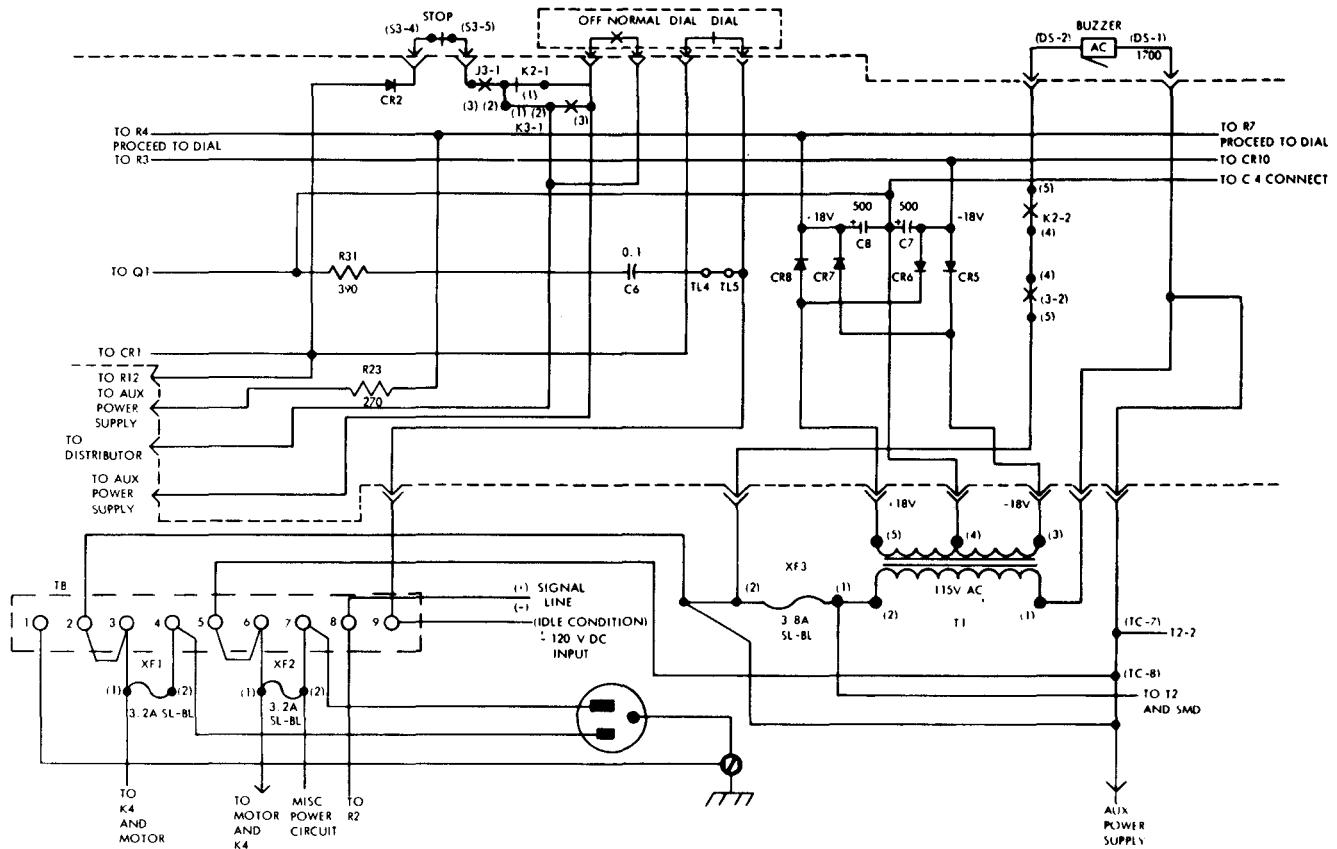 STOP
(S3-4) (S3-5)
OFF NORMAL DIAL DIAL
BUZZER
(DS-2) AC (DS-1)
1700
J3-1 K2-1
CR2
(1)
(3) (2) (1) (2) (3)
K3-1
TO R4
PROCEED TO DIAL
TO R3
TO R7
PROCEED TO DIAL
TO CR10
TO C 4 CONNECT
(5)
K2-2
(4)
500 500
-18V
C8 C7
R31
TO Q1
390
0.1
C6
TL4 TL5
CR8 CR7 CR6 CR5
(4)
(3-2)
(5)
TO CR1
TO R12
TO AUX
POWER
SUPPLY
R23
270
TO
DISTRIBUTOR
TO AUX
POWER
SUPPLY
-18V
(5) (4) (3)
XF3
(2) (1)
115V AC
(2) (1)
3 8A
SL-BL
T1
TB
1 2 3 4 5 6 7 8 9
(+) SIGNAL
(-) LINE
(IDLE CONDITION)
120 V DC
INPUT
XF1 XF2
(1) (2) (1) (2)
3.2A SL-BL
3.2A
SL-BL
(TC-7)
T2-2
(TC-8)
TO T2
AND SMD
TO
K4
AND
MOTOR
TO
MOTOR
AND
K4
MISC
POWER
CIRCUIT
TO
R2
AUX
POWER
SUPPLY